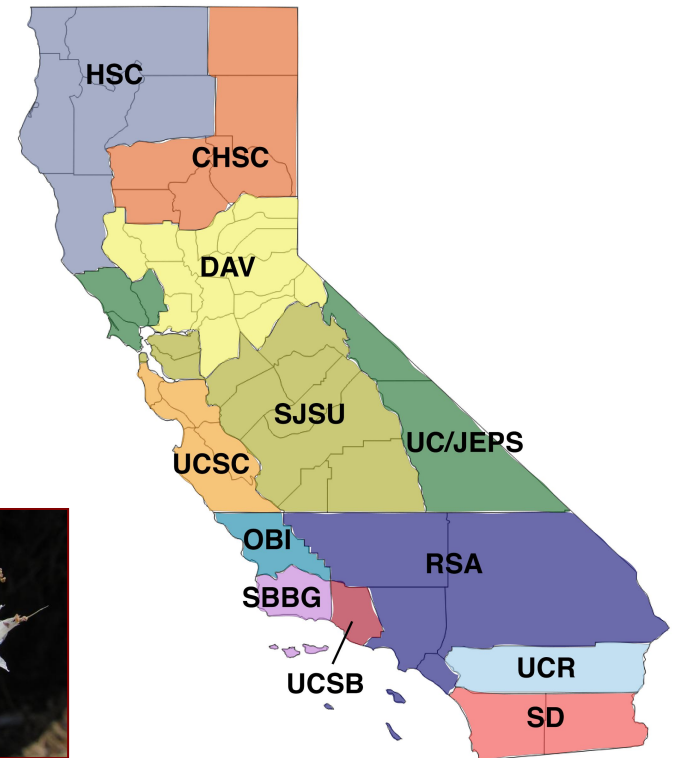 HSC
CHSC
DAV
SJSU
UC/JEPS
UCSC
OBI
RSA
SBBG
UCR
UCSB
SD